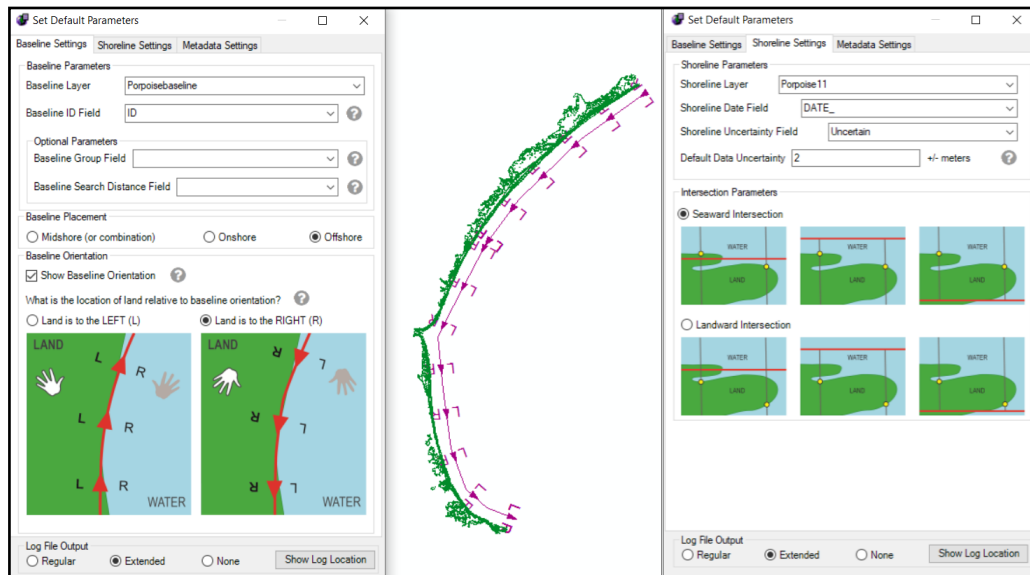 Set Default Parameters
Baseline Settings Shoreline Settings Metadata Settings
Baseline Parameters
Baseline Layer Porpoisebaseline
Baseline ID Field ID
Optional Parameters
Baseline Group Field
Baseline Search Distance Field
Baseline Placement
Midshore (or combination) Onshore Offshore
Baseline Orientation
Show Baseline Orientation
What is the location of land relative to baseline orientation?
Land is to the LEFT (L) Land is to the RIGHT (R)
LAND
L
R
L
R
L
R
WATER
LAND
R
L
R
L
R
L
WATER
Log File Output
Regular Extended None Show Log Location
L
L
L
L
L
L
L
L
L
L
L
L
Set Default Parameters
Baseline Settings Shoreline Settings Metadata Settings
Shoreline Parameters
Shoreline Layer Porpoise11
Shoreline Date Field DATE_
Shoreline Uncertainty Field Uncertain
Default Data Uncertainty 2 +/- meters
Intersection Parameters
Seaward Intersection
WATER
LAND
WATER
LAND
WATER
LAND
Landward Intersection
WATER
LAND
WATER
LAND
WATER
LAND
Log File Output
Regular Extended None Show Log Location